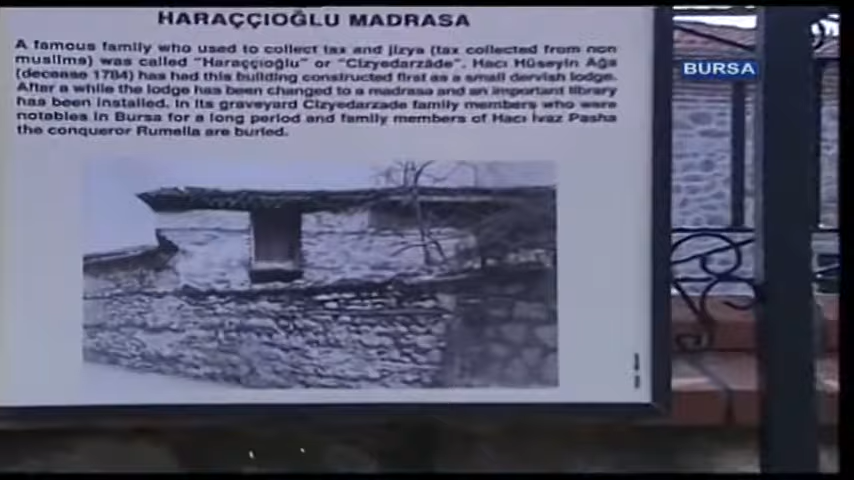 HARAÇÇIOĞLU MADRASA
A famous family who used to collect tax and jizya (tax collected from non
muslims) was called "Haraççıoğlu" or "Cizyedarzâde". Hacı Hüseyin Ağa
(decease 1784) has had this building constructed first as a small dervish lodge.
After a while the lodge has been changed to a madrasa and an important library
has been installed. In its graveyard Cizyedarzade family members who were
notables in Bursa for a long period and family members of Hacı İvaz Pasha
the conqueror Rumelia are buried.
BURSA